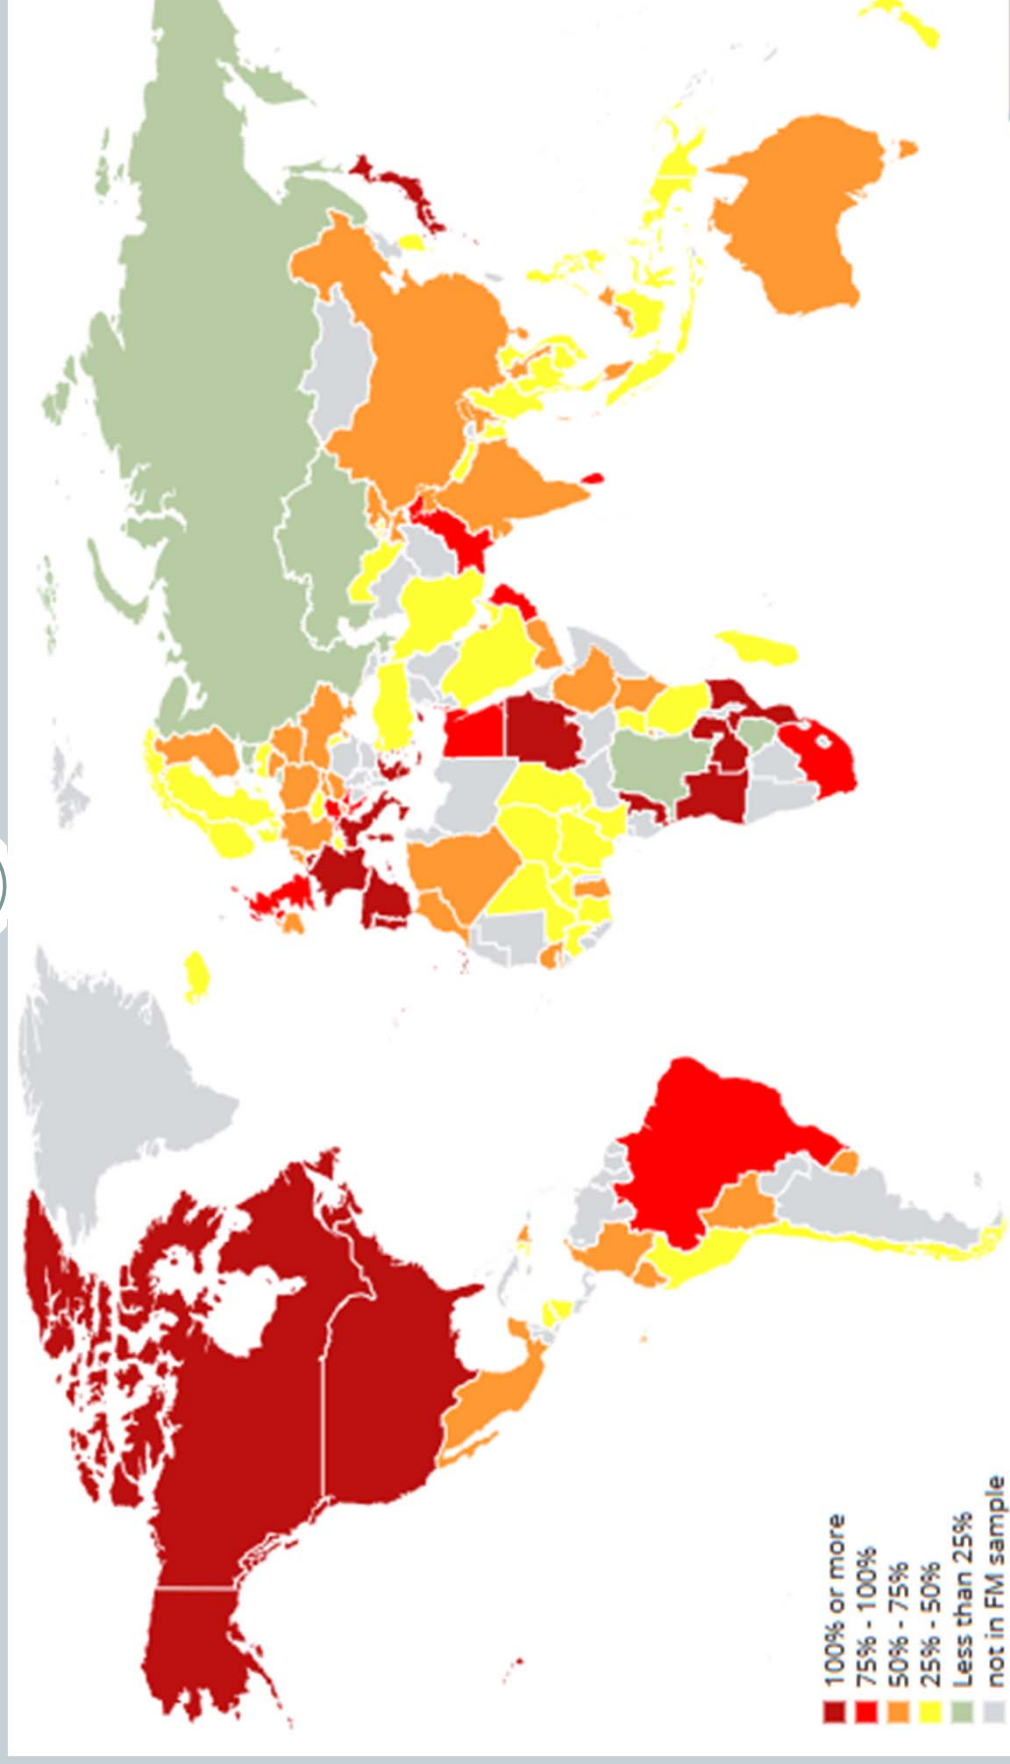 100% or more
75% - 100%
50% - 75%
25% - 50%
Less than 25%
not in FM sample